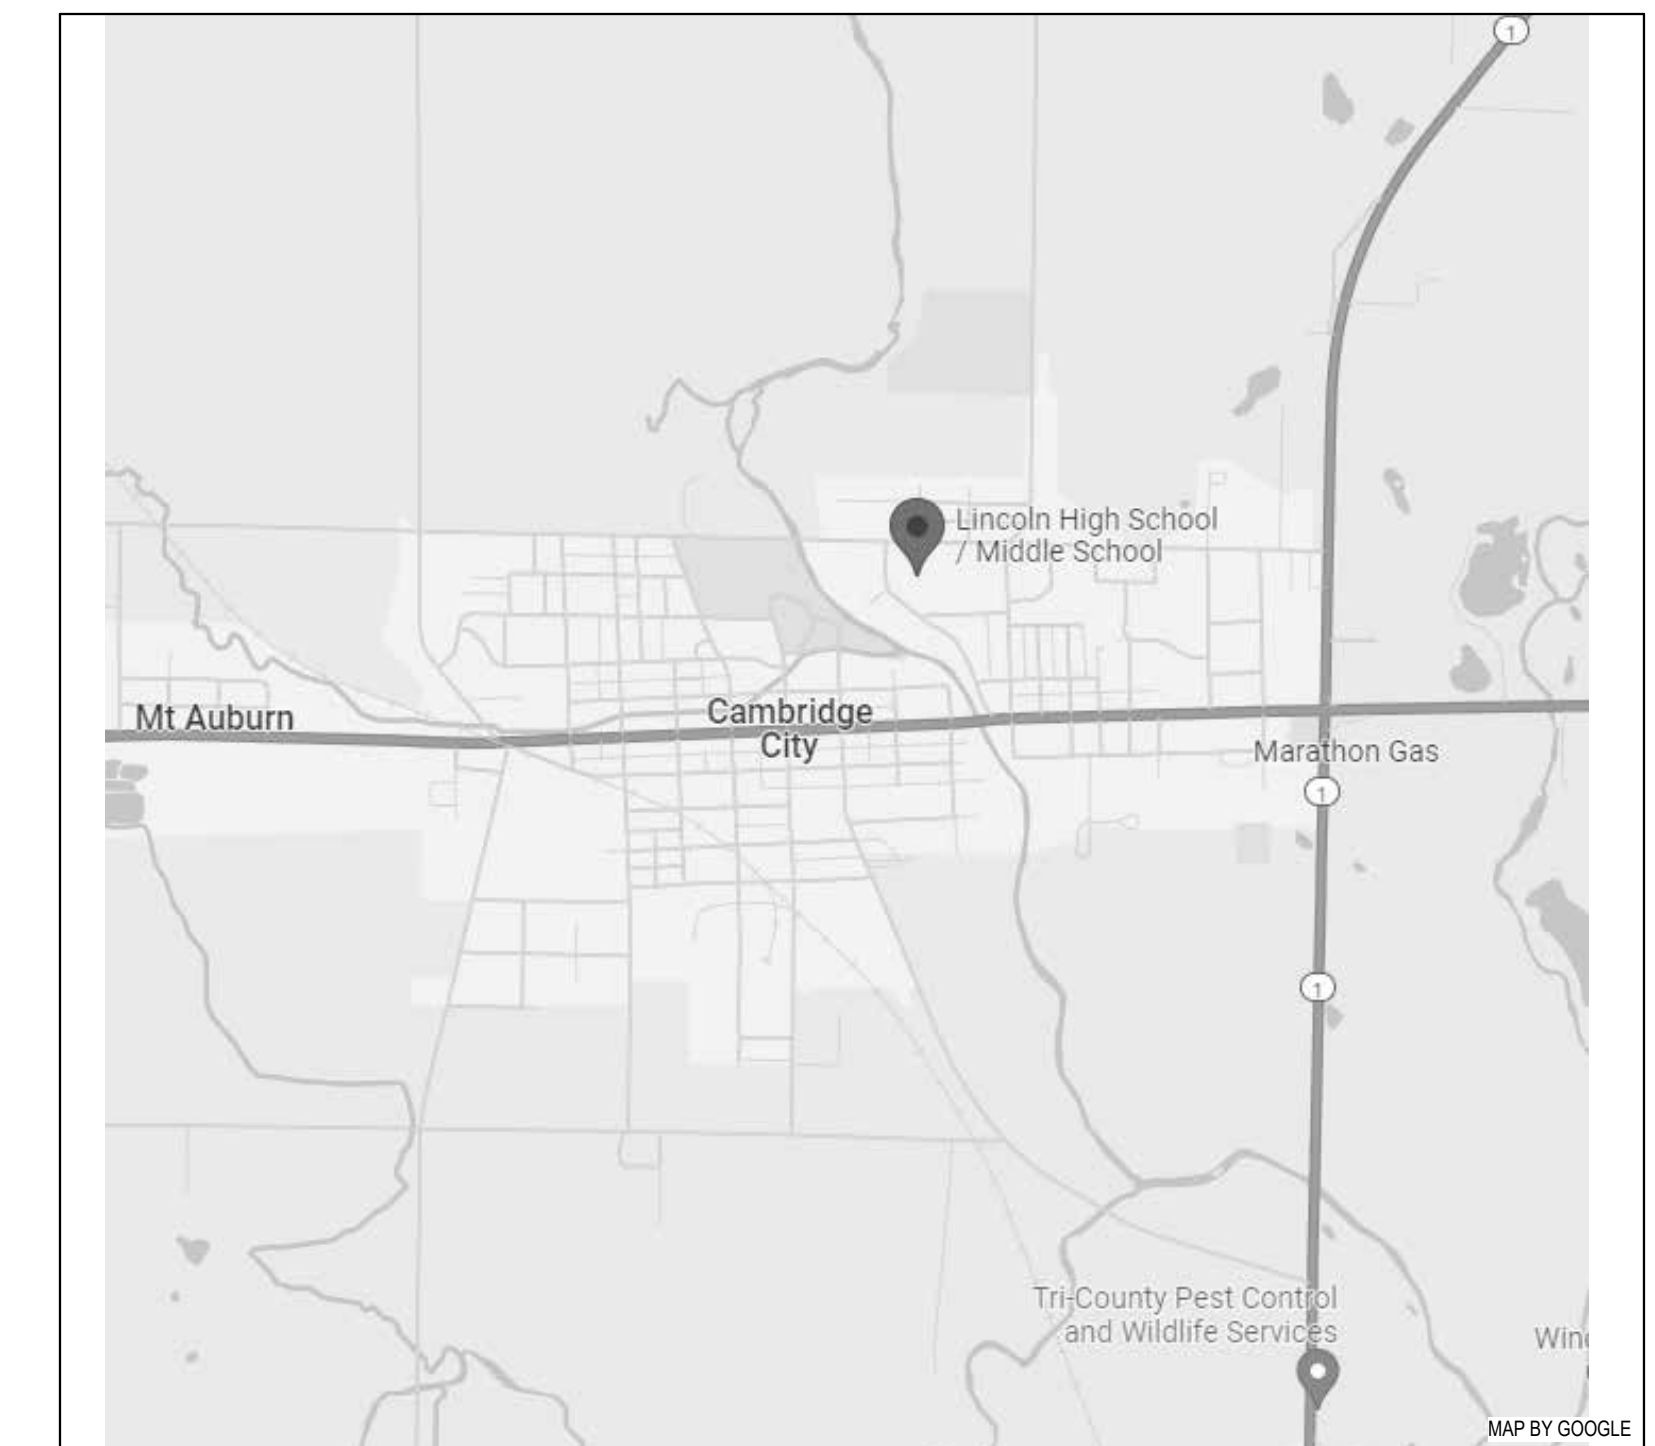 1
Lincoln High School
/ Middle School
Mt Auburn
Cambridge
City
Marathon Gas
1
1
Tri-County Pest Control
and Wildlife Services
Win
MAP BY GOOGLE